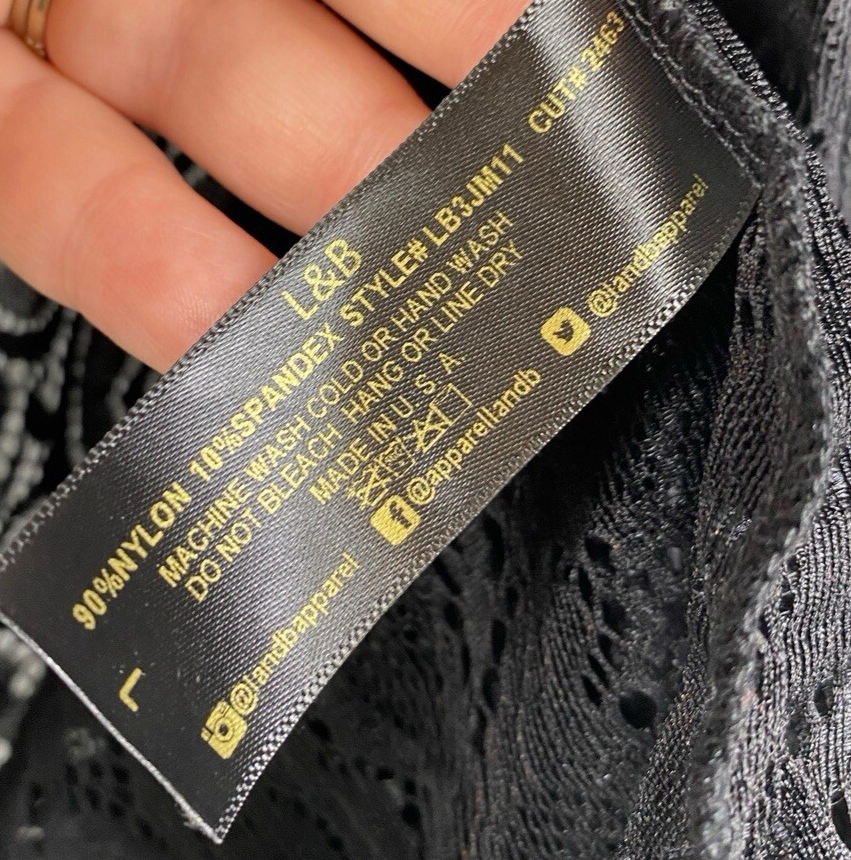 L&B
90%NYLON 10%SPANDEX STYLE# LB3JM11 CUT# 3463
MACHINE WASH COLD OR HAND WASH
DO NOT BLEACH HANG OR LINE DRY
MADE IN U S A
L
@landbapparel
@apparellandb
@landbapparel